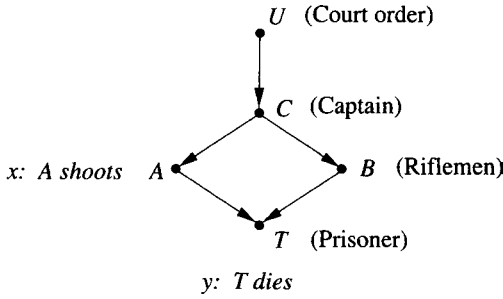 U (Court order)
C (Captain)
x: A shoots A B (Riflemen)
T (Prisoner)
y: T dies